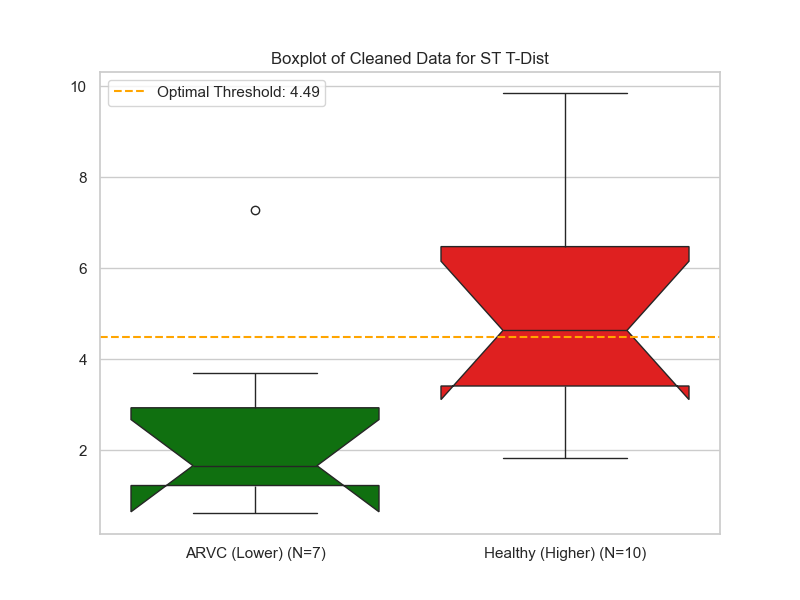 Boxplot of Cleaned Data for ST T-Dist
Optimal Threshold: 4.49
10
8
6
4
2
ARVC (Lower) (N=7)
Healthy (Higher) (N=10)